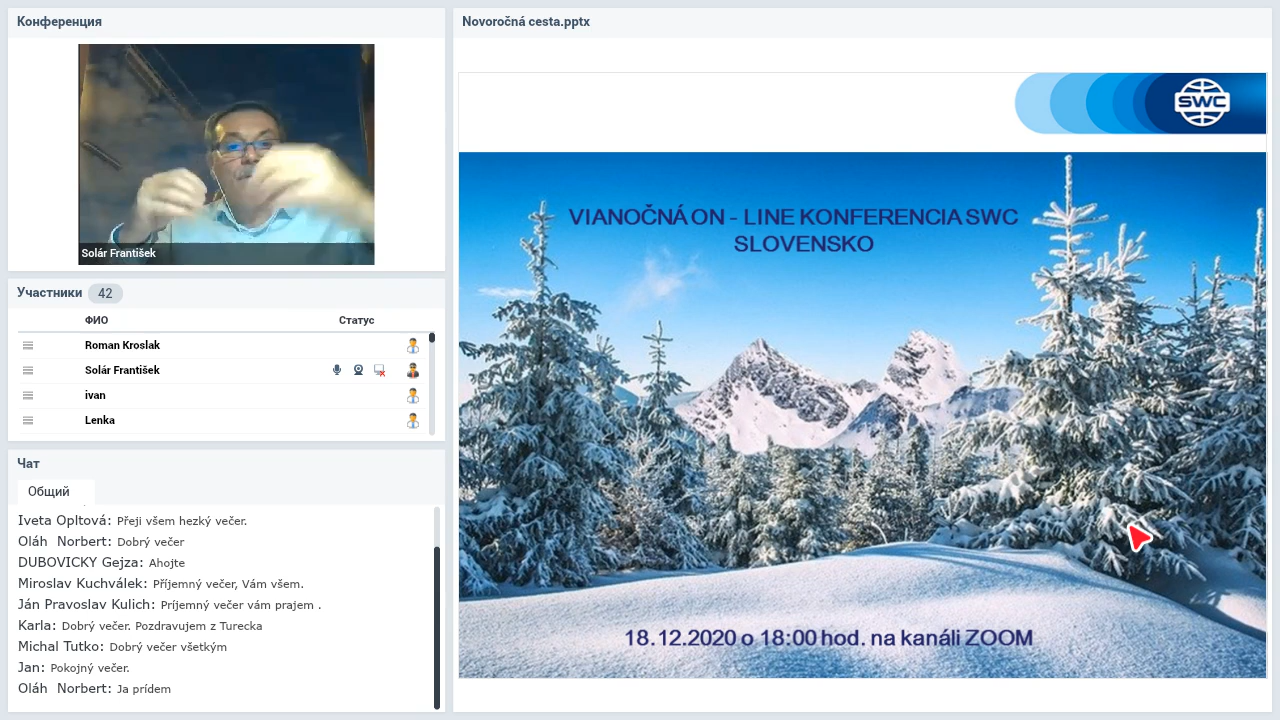 Конференция
Solár František
Участники 42
ФИО Статус
Roman Kroslak
Solár František
ivan
Lenka
Чат
Общий
Iveta Opltová: Přeji všem hezký večer.
Oláh Norbert: Dobrý večer
DUBOVICKY Gejza: Ahojte
Miroslav Kuchválek: Příjemný večer, Vám všem.
Ján Pravoslav Kulich: Príjemný večer vám prajem .
Karla: Dobrý večer. Pozdravujem z Turecka
Michal Tutko: Dobrý večer všetkým
Jan: Pokojný večer.
Oláh Norbert: Ja prídem
Novoročná cesta.pptx
SWC
VIANOČNÁ ON - LINE KONFERENCIA SWC
SLOVENSKO
18.12.2020 o 18:00 hod. na kanáli ZOOM